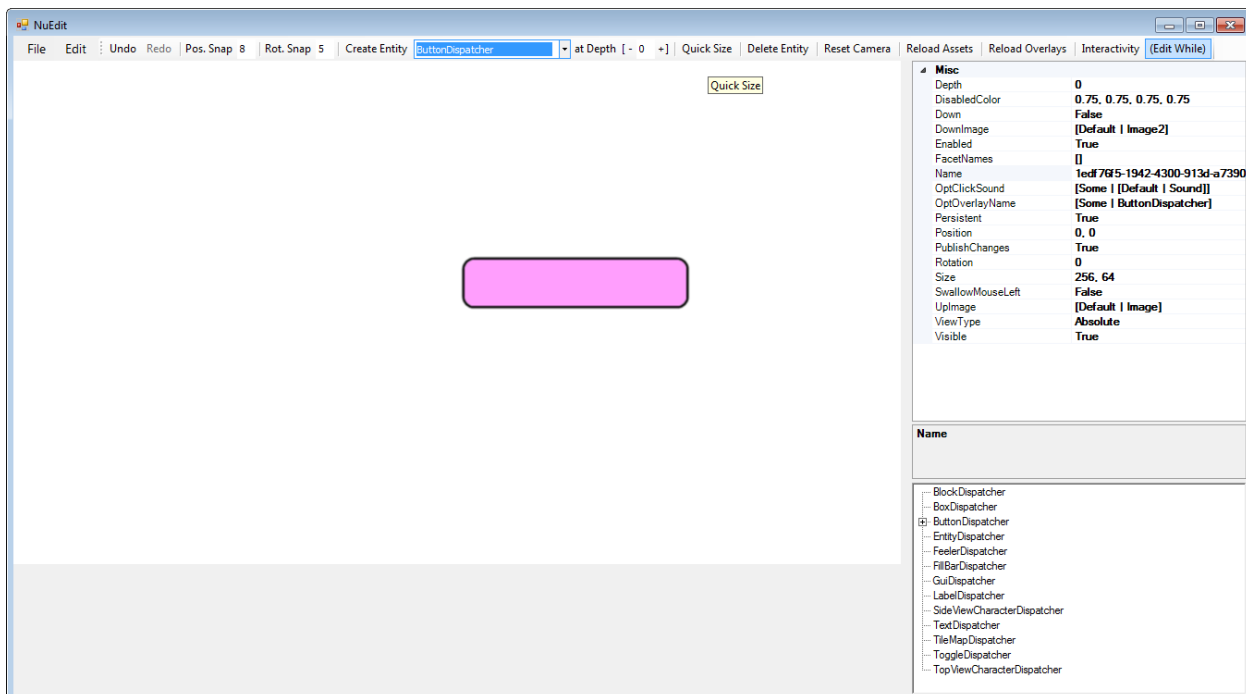 NuEdit
File Edit Undo Redo Pos. Snap 8 Rot. Snap 5 Create Entity ButtonDispatcher at Depth [ - 0 +] Quick Size Delete Entity Reset Camera Reload Assets Reload Overlays Interactivity (Edit While)
Quick Size
Misc
Depth 0
DisabledColor 0.75, 0.75, 0.75, 0.75
Down False
DownImage [Default | Image2]
Enabled True
FacetNames []
Name 1edf76f5-1942-4300-913d-a7390
OptClickSound [Some | [Default | Sound]]
OptOverlayName [Some | ButtonDispatcher]
Persistent True
Position 0, 0
PublishChanges True
Rotation 0
Size 256, 64
SwallowMouseLeft False
UpImage [Default | Image]
ViewType Absolute
Visible True
Name
BlockDispatcher
BoxDispatcher
ButtonDispatcher
EntityDispatcher
FeelerDispatcher
FillBarDispatcher
GuiDispatcher
LabelDispatcher
SideViewCharacterDispatcher
TextDispatcher
TileMapDispatcher
ToggleDispatcher
TopViewCharacterDispatcher